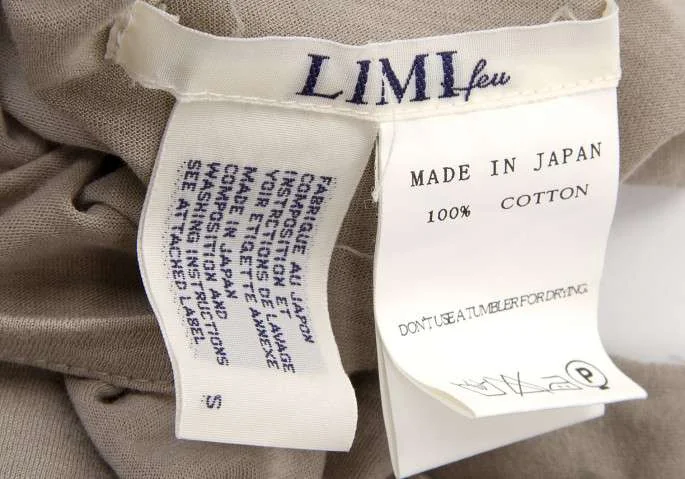 LIMI feu
MADE IN JAPAN
100% COTTON
DON'T USE A TUMBLER FOR DRYING.
P
FABRIQUE AU JAPON
COMPOSITION ET
INSTRUCTIONS DE LAVAGE
VOIR ETIGETTE ANNEXE
MADE IN JAPAN
COMPOSITION AND
WASHING INSTRUCTIONS
SEE ATTACHED LABEL
S